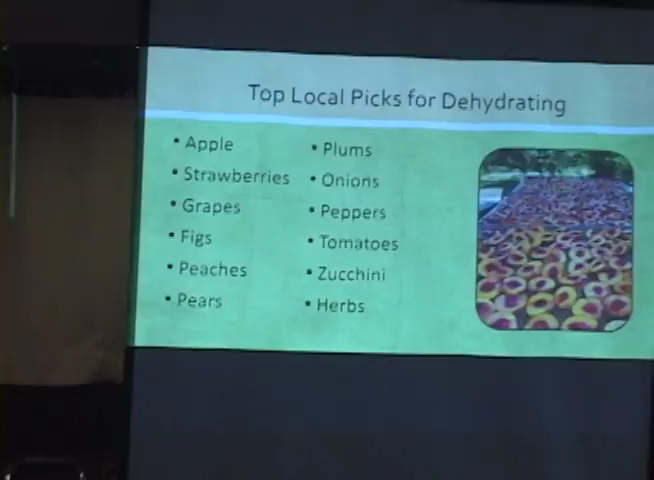 Top Local Picks for Dehydrating
• Apple
• Strawberries
• Grapes
• Figs
• Peaches
• Pears
• Plums
• Onions
• Peppers
• Tomatoes
• Zucchini
• Herbs